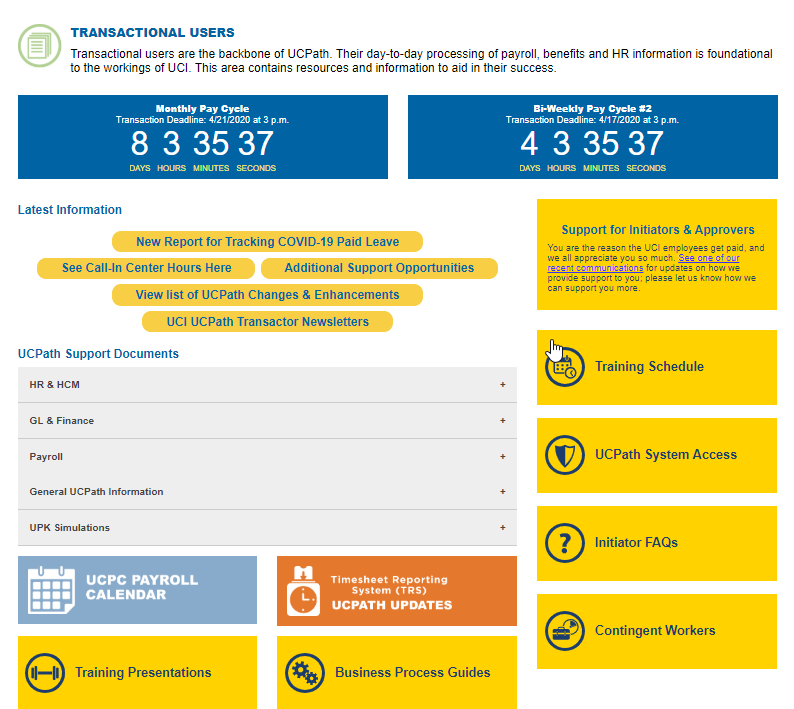 TRANSACTIONAL USERS
Transactional users are the backbone of UCPath. Their day-to-day processing of payroll, benefits and HR information is foundational
to the workings of UCI. This area contains resources and information to aid in their success.
Monthly Pay Cycle
Transaction Deadline: 4/21/2020 at 3 p.m.
8 3 35 37
DAYS HOURS MINUTES SECONDS
Bi-Weekly Pay Cycle #2
Transaction Deadline: 4/17/2020 at 3 p.m.
4 3 35 37
DAYS HOURS MINUTES SECONDS
Latest Information
New Report for Tracking COVID-19 Paid Leave
See Call-In Center Hours Here
Additional Support Opportunities
View list of UCPath Changes & Enhancements
UCI UCPath Transactor Newsletters
UCPath Support Documents
HR & HCM +
GL & Finance +
Payroll +
General UCPath Information +
UPK Simulations +
UCPC PAYROLL
CALENDAR
Timesheet Reporting
System (TRS)
UCPATH UPDATES
Training Presentations
Business Process Guides
Support for Initiators & Approvers
You are the reason the UCI employees get paid, and
we all appreciate you so much. See one of our
recent communications for updates on how we
provide support to you; please let us know how we
can support you more.
Training Schedule
UCPath System Access
?
Initiator FAQs
Contingent Workers